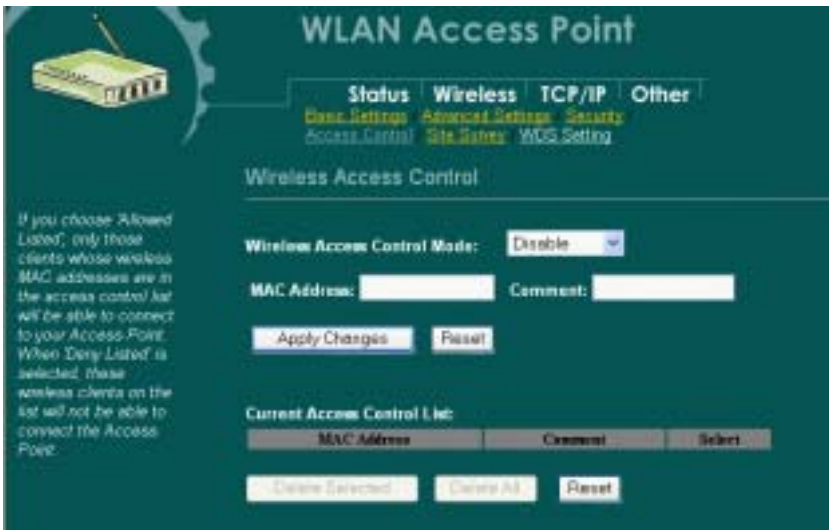 WLAN Access Point
Status Wireless TCP/IP Other
Basic Settings Advanced Settings Security
Access Control Site Survey WDS Setting
Wireless Access Control
If you choose 'Allowed
Listed', only those
clients whose wireless
MAC addresses are in
the access control list
will be able to connect
to your Access Point.
When 'Deny Listed' is
selected, these
wireless clients on the
list will not be able to
connect the Access
Point.
Wireless Access Control Mode: Disable
MAC Address: Comment:
Apply Changes Reset
Current Access Control List:
MAC Address Comment Select
Delete Selected Delete All Reset